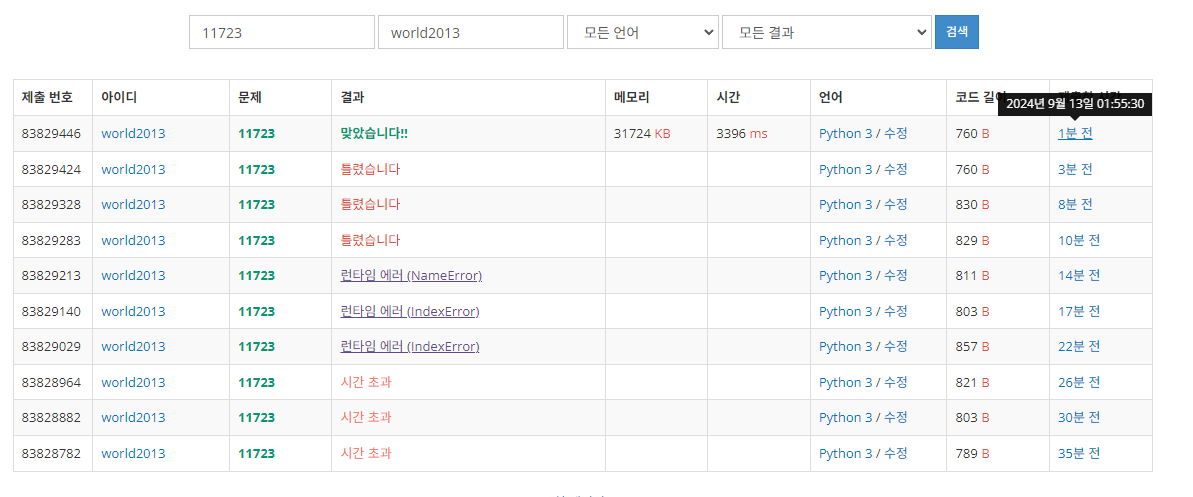 11723 world2013 모든 언어 모든 결과 검색
제출 번호 아이디 문제 결과 메모리 시간 언어 코드 길이
2024년 9월 13일 01:55:30
83829446 world2013 11723 맞았습니다!! 31724 KB 3396 ms Python 3 / 수정 760 B 1분 전
83829424 world2013 11723 틀렸습니다 Python 3 / 수정 760 B 3분 전
83829328 world2013 11723 틀렸습니다 Python 3 / 수정 830 B 8분 전
83829283 world2013 11723 틀렸습니다 Python 3 / 수정 829 B 10분 전
83829213 world2013 11723 런타임 에러 (NameError) Python 3 / 수정 811 B 14분 전
83829140 world2013 11723 런타임 에러 (IndexError) Python 3 / 수정 803 B 17분 전
83829029 world2013 11723 런타임 에러 (IndexError) Python 3 / 수정 857 B 22분 전
83828964 world2013 11723 시간 초과 Python 3 / 수정 821 B 26분 전
83828882 world2013 11723 시간 초과 Python 3 / 수정 803 B 30분 전
83828782 world2013 11723 시간 초과 Python 3 / 수정 789 B 35분 전